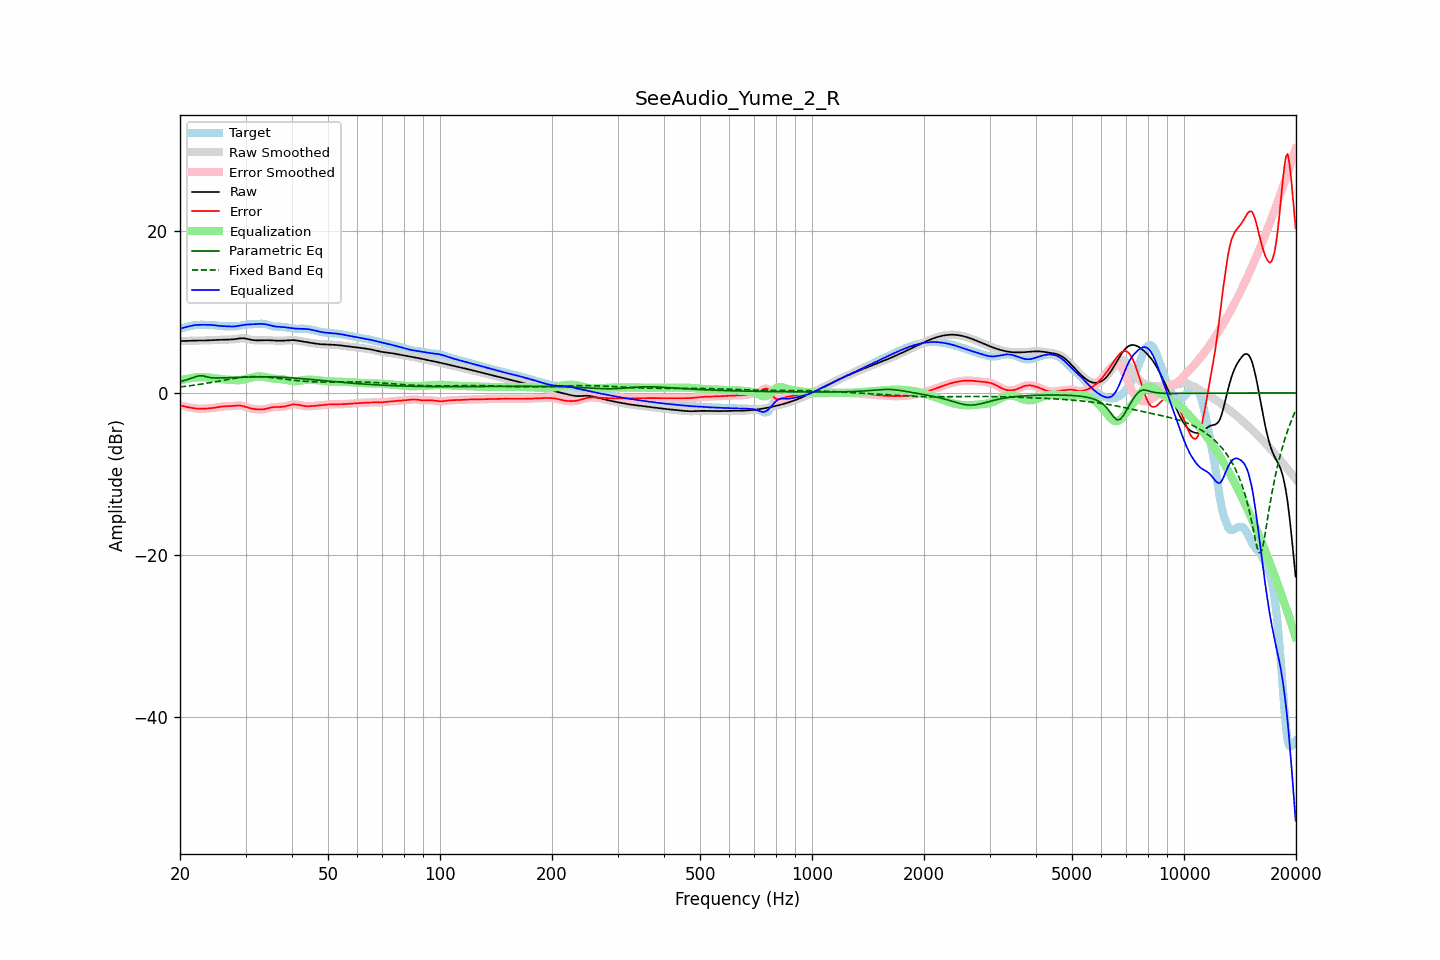 SeeAudio_Yume_2_R
Target
Raw Smoothed
Error Smoothed
Raw
Error
Equalization
Parametric Eq
Fixed Band Eq
Equalized
20
0
−20
−40
Amplitude (dBr)
20 50 100 200 500 1000 2000 5000 10000 20000
Frequency (Hz)